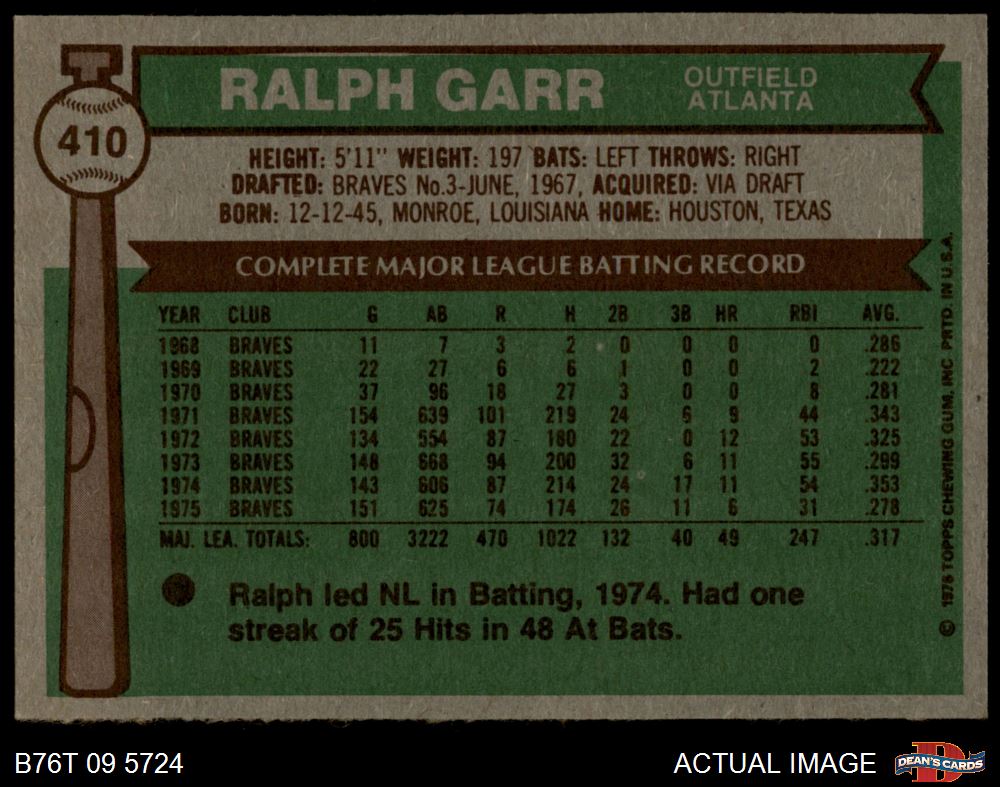 410
RALPH GARR
OUTFIELD
ATLANTA
HEIGHT: 5'11" WEIGHT: 197 BATS: LEFT THROWS: RIGHT
DRAFTED: BRAVES No.3-JUNE, 1967, ACQUIRED: VIA DRAFT
BORN: 12-12-45, MONROE, LOUISIANA HOME: HOUSTON, TEXAS
COMPLETE MAJOR LEAGUE BATTING RECORD
YEAR CLUB G AB R H 2B 3B HR RBI AVG.
1968 BRAVES 11 7 3 2 0 0 0 0 .286
1969 BRAVES 22 27 6 6 1 0 0 2 .222
1970 BRAVES 37 96 18 27 3 0 0 8 .281
1971 BRAVES 154 639 101 219 24 6 9 44 .343
1972 BRAVES 134 554 87 180 22 0 12 53 .325
1973 BRAVES 148 668 94 200 32 6 11 55 .299
1974 BRAVES 143 606 87 214 24 17 11 54 .353
1975 BRAVES 151 625 74 174 26 11 6 31 .278
MAJ. LEA. TOTALS: 800 3222 470 1022 132 40 49 247 .317
Ralph led NL in Batting, 1974. Had one
streak of 25 Hits in 48 At Bats.
© 1976 TOPPS CHEWING GUM, INC PRTD. IN U.S.A.
B76T 09 5724
ACTUAL IMAGE
DEAN'S CARDS